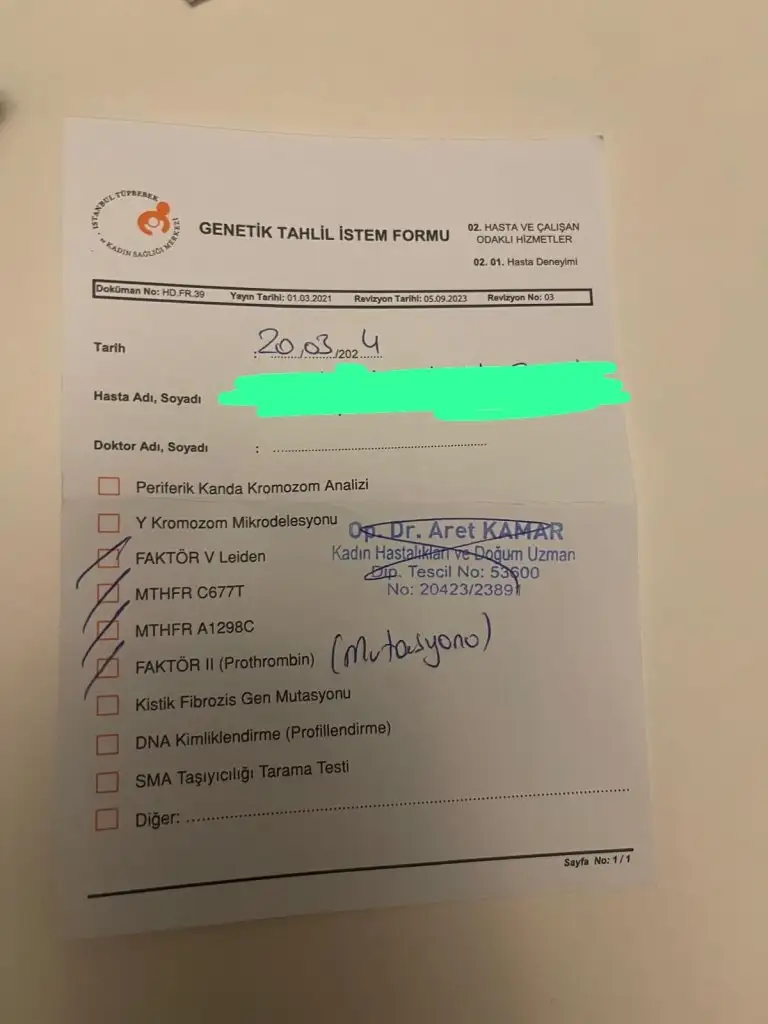 İSTANBUL TÜPBEBEK
ve KADIN SAĞLIĞI MERKEZİ
GENETİK TAHLİL İSTEM FORMU
02. HASTA VE ÇALIŞAN
ODAKLI HİZMETLER
02. 01. Hasta Deneyimi
Doküman No: HD.FR.39 Yayın Tarihi: 01.03.2021 Revizyon Tarihi: 05.09.2023 Revizyon No: 03
Tarih : 20.03./2024
Hasta Adı, Soyadı
Doktor Adı, Soyadı : ........................................
Periferik Kanda Kromozom Analizi
Y Kromozom Mikrodelesyonu
Op. Dr. Aret KAMAR
FAKTÖR V Leiden
Kadın Hastalıkları ve Doğum Uzman
Dip. Tescil No: 53600
MTHFR C677T
No: 20423/23891
MTHFR A1298C
FAKTÖR II (Prothrombin) (Mutasyono)
Kistik Fibrozis Gen Mutasyonu
DNA Kimliklendirme (Profillendirme)
SMA Taşıyıcılığı Tarama Testi
Diğer: ................................................................
Sayfa No: 1 / 1